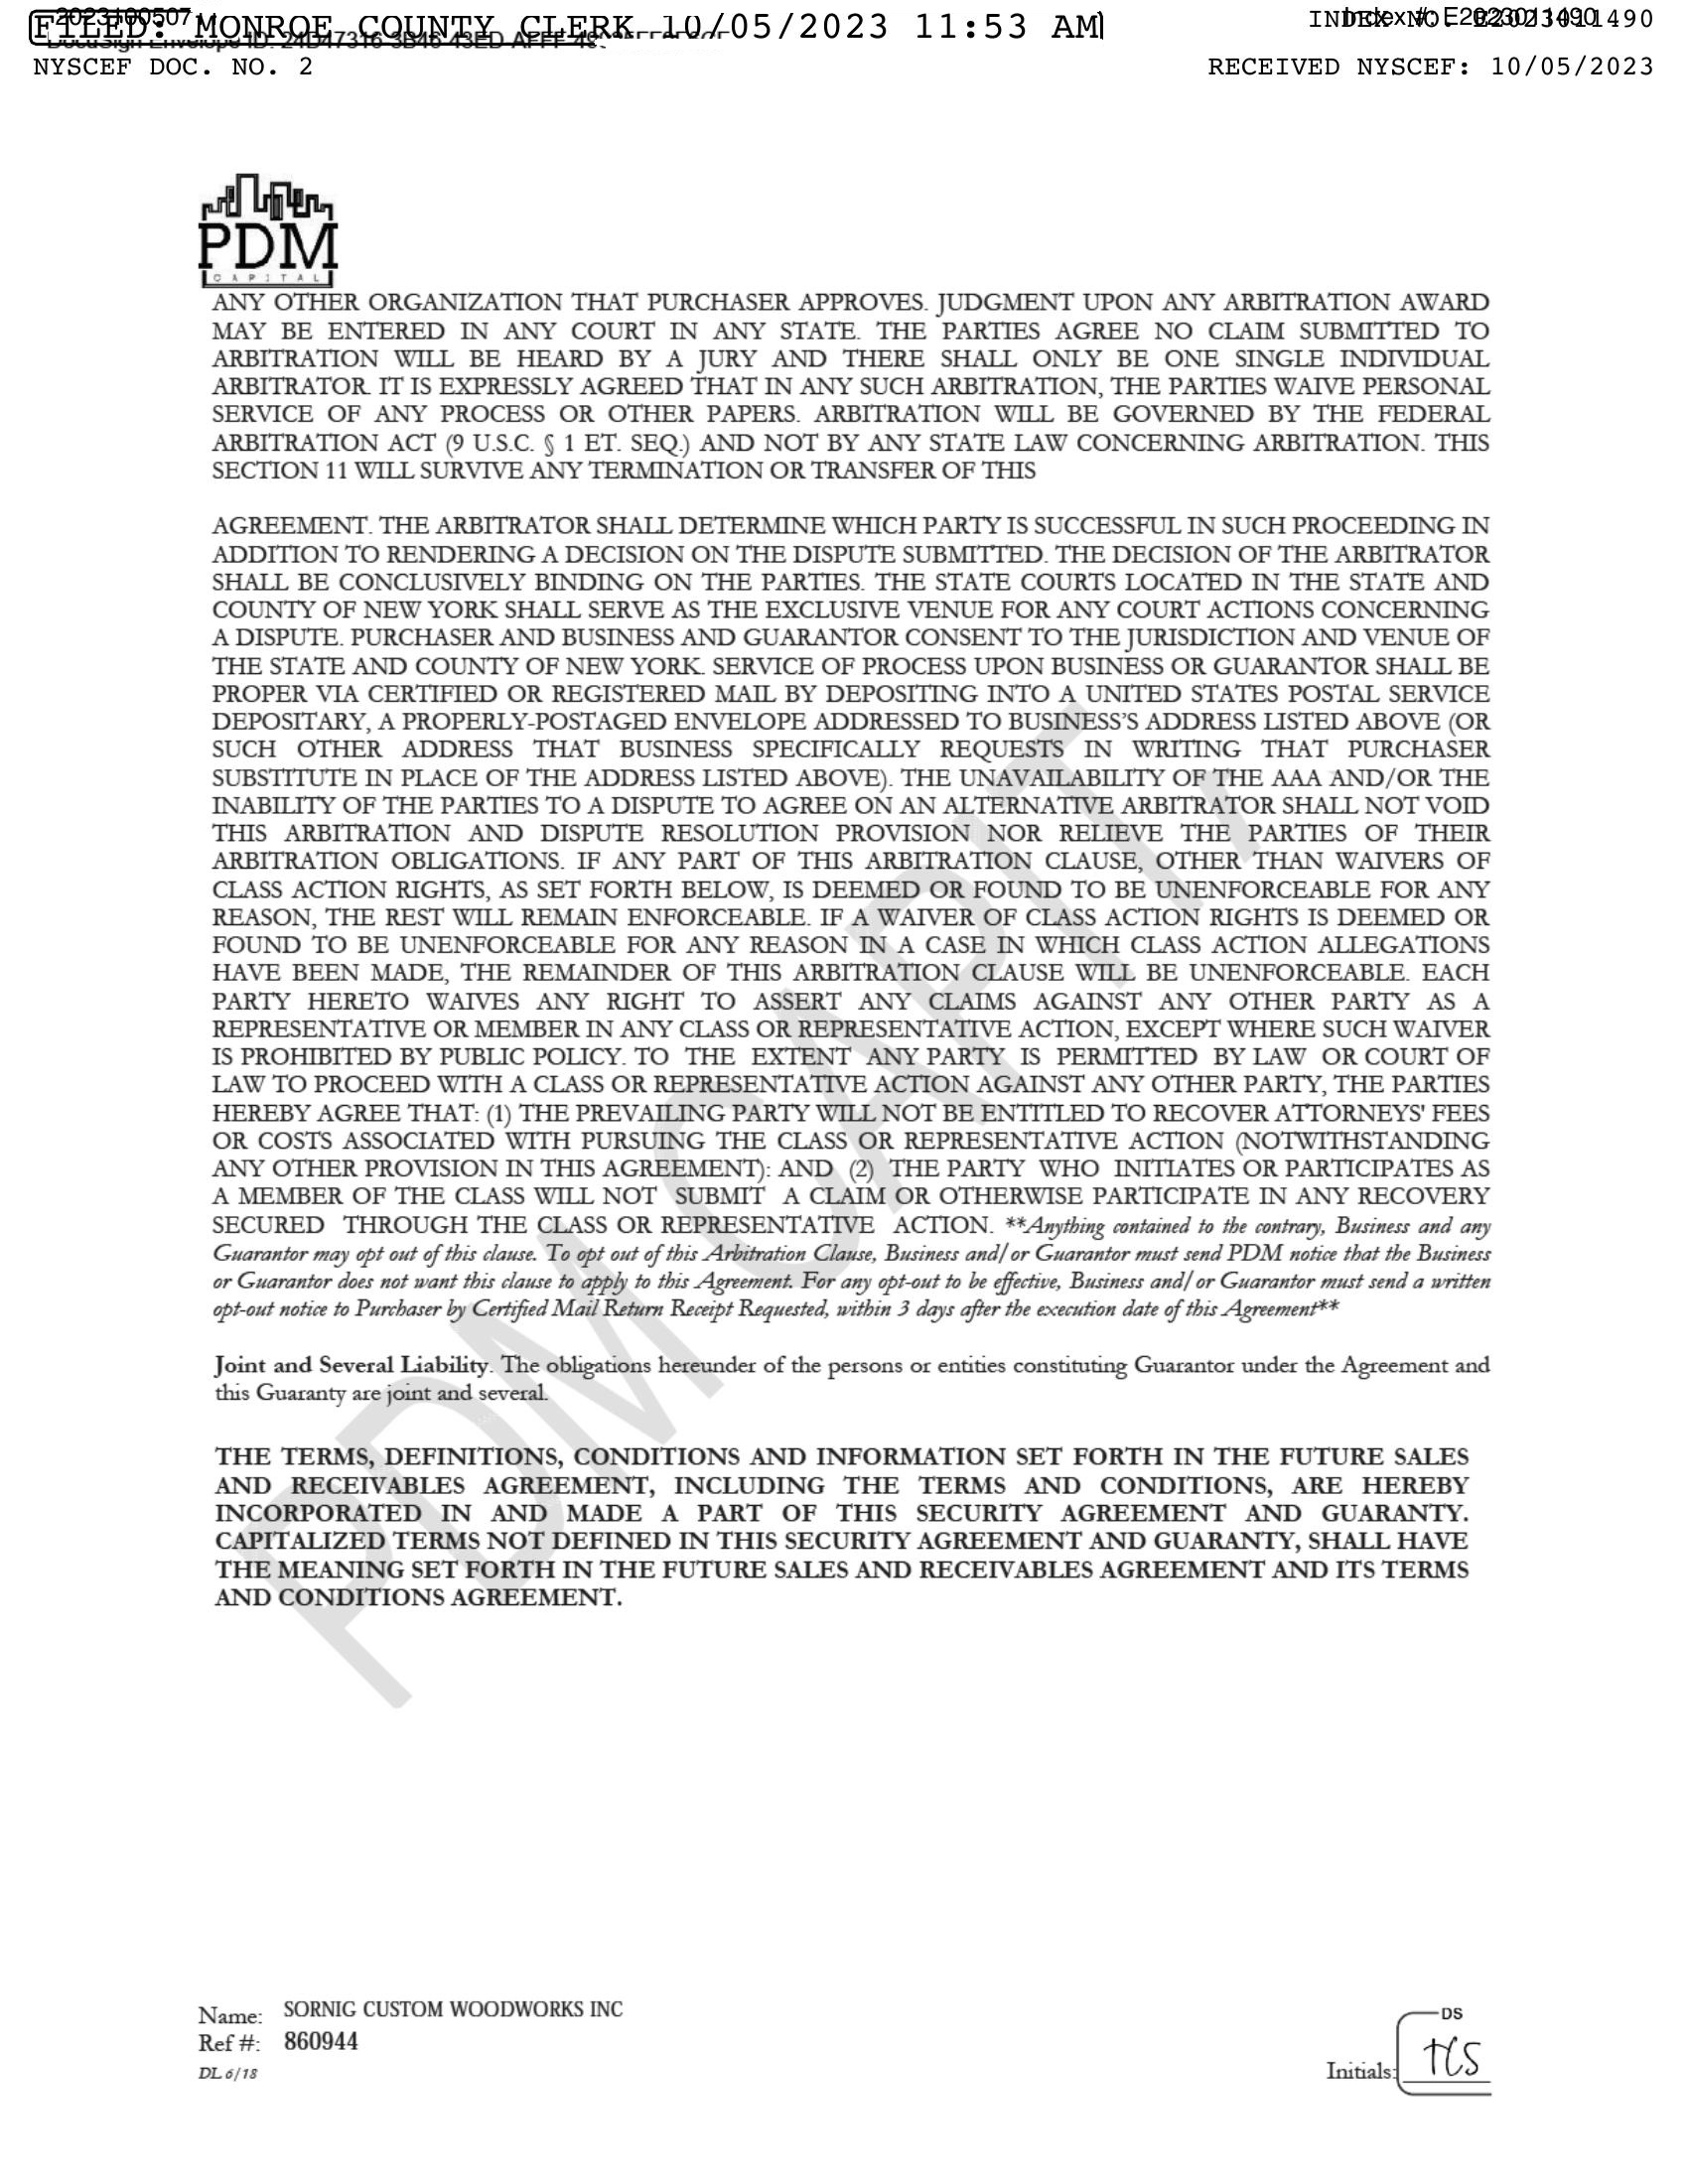 FILED: MONROE COUNTY CLERK 10/05/2023 11:53 AM
202310050
INDEX NO. E2023011490
Index #: E2023011490
DocuSign Envelope ID: 24D47316-3B46-43ED-AFFF
NYSCEF DOC. NO. 2
RECEIVED NYSCEF: 10/05/2023
PDM
CAPITAL
ANY OTHER ORGANIZATION THAT PURCHASER APPROVES. JUDGMENT UPON ANY ARBITRATION AWARD
MAY BE ENTERED IN ANY COURT IN ANY STATE. THE PARTIES AGREE NO CLAIM SUBMITTED TO
ARBITRATION WILL BE HEARD BY A JURY AND THERE SHALL ONLY BE ONE SINGLE INDIVIDUAL
ARBITRATOR. IT IS EXPRESSLY AGREED THAT IN ANY SUCH ARBITRATION, THE PARTIES WAIVE PERSONAL
SERVICE OF ANY PROCESS OR OTHER PAPERS. ARBITRATION WILL BE GOVERNED BY THE FEDERAL
ARBITRATION ACT (9 U.S.C. § 1 ET. SEQ.) AND NOT BY ANY STATE LAW CONCERNING ARBITRATION. THIS
SECTION 11 WILL SURVIVE ANY TERMINATION OR TRANSFER OF THIS
AGREEMENT. THE ARBITRATOR SHALL DETERMINE WHICH PARTY IS SUCCESSFUL IN SUCH PROCEEDING IN
ADDITION TO RENDERING A DECISION ON THE DISPUTE SUBMITTED. THE DECISION OF THE ARBITRATOR
SHALL BE CONCLUSIVELY BINDING ON THE PARTIES. THE STATE COURTS LOCATED IN THE STATE AND
COUNTY OF NEW YORK SHALL SERVE AS THE EXCLUSIVE VENUE FOR ANY COURT ACTIONS CONCERNING
A DISPUTE. PURCHASER AND BUSINESS AND GUARANTOR CONSENT TO THE JURISDICTION AND VENUE OF
THE STATE AND COUNTY OF NEW YORK. SERVICE OF PROCESS UPON BUSINESS OR GUARANTOR SHALL BE
PROPER VIA CERTIFIED OR REGISTERED MAIL BY DEPOSITING INTO A UNITED STATES POSTAL SERVICE
DEPOSITARY, A PROPERLY-POSTAGED ENVELOPE ADDRESSED TO BUSINESS'S ADDRESS LISTED ABOVE (OR
SUCH OTHER ADDRESS THAT BUSINESS SPECIFICALLY REQUESTS IN WRITING THAT PURCHASER
SUBSTITUTE IN PLACE OF THE ADDRESS LISTED ABOVE). THE UNAVAILABILITY OF THE AAA AND/OR THE
INABILITY OF THE PARTIES TO A DISPUTE TO AGREE ON AN ALTERNATIVE ARBITRATOR SHALL NOT VOID
THIS ARBITRATION AND DISPUTE RESOLUTION PROVISION NOR RELIEVE THE PARTIES OF THEIR
ARBITRATION OBLIGATIONS. IF ANY PART OF THIS ARBITRATION CLAUSE, OTHER THAN WAIVERS OF
CLASS ACTION RIGHTS, AS SET FORTH BELOW, IS DEEMED OR FOUND TO BE UNENFORCEABLE FOR ANY
REASON, THE REST WILL REMAIN ENFORCEABLE. IF A WAIVER OF CLASS ACTION RIGHTS IS DEEMED OR
FOUND TO BE UNENFORCEABLE FOR ANY REASON IN A CASE IN WHICH CLASS ACTION ALLEGATIONS
HAVE BEEN MADE, THE REMAINDER OF THIS ARBITRATION CLAUSE WILL BE UNENFORCEABLE. EACH
PARTY HERETO WAIVES ANY RIGHT TO ASSERT ANY CLAIMS AGAINST ANY OTHER PARTY AS A
REPRESENTATIVE OR MEMBER IN ANY CLASS OR REPRESENTATIVE ACTION, EXCEPT WHERE SUCH WAIVER
IS PROHIBITED BY PUBLIC POLICY. TO THE EXTENT ANY PARTY IS PERMITTED BY LAW OR COURT OF
LAW TO PROCEED WITH A CLASS OR REPRESENTATIVE ACTION AGAINST ANY OTHER PARTY, THE PARTIES
HEREBY AGREE THAT: (1) THE PREVAILING PARTY WILL NOT BE ENTITLED TO RECOVER ATTORNEYS' FEES
OR COSTS ASSOCIATED WITH PURSUING THE CLASS OR REPRESENTATIVE ACTION (NOTWITHSTANDING
ANY OTHER PROVISION IN THIS AGREEMENT): AND (2) THE PARTY WHO INITIATES OR PARTICIPATES AS
A MEMBER OF THE CLASS WILL NOT SUBMIT A CLAIM OR OTHERWISE PARTICIPATE IN ANY RECOVERY
SECURED THROUGH THE CLASS OR REPRESENTATIVE ACTION. **Anything contained to the contrary, Business and any
Guarantor may opt out of this clause. To opt out of this Arbitration Clause, Business and/or Guarantor must send PDM notice that the Business
or Guarantor does not want this clause to apply to this Agreement. For any opt-out to be effective, Business and/or Guarantor must send a written
opt-out notice to Purchaser by Certified Mail Return Receipt Requested, within 3 days after the execution date of this Agreement**
Joint and Several Liability. The obligations hereunder of the persons or entities constituting Guarantor under the Agreement and
this Guaranty are joint and several.
THE TERMS, DEFINITIONS, CONDITIONS AND INFORMATION SET FORTH IN THE FUTURE SALES
AND RECEIVABLES AGREEMENT, INCLUDING THE TERMS AND CONDITIONS, ARE HEREBY
INCORPORATED IN AND MADE A PART OF THIS SECURITY AGREEMENT AND GUARANTY.
CAPITALIZED TERMS NOT DEFINED IN THIS SECURITY AGREEMENT AND GUARANTY, SHALL HAVE
THE MEANING SET FORTH IN THE FUTURE SALES AND RECEIVABLES AGREEMENT AND ITS TERMS
AND CONDITIONS AGREEMENT.
PDM CAPIT
Name: SORNIG CUSTOM WOODWORKS INC
Ref #: 860944
DL 6/18
DS
Initials: TCS